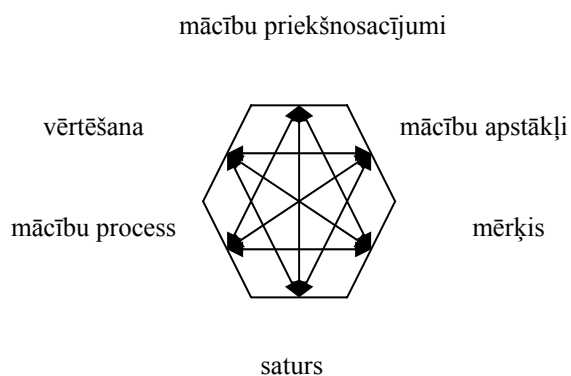 mācību priekšnosacījumi
vērtēšana
mācību apstākļi
mācību process
mērķis
saturs